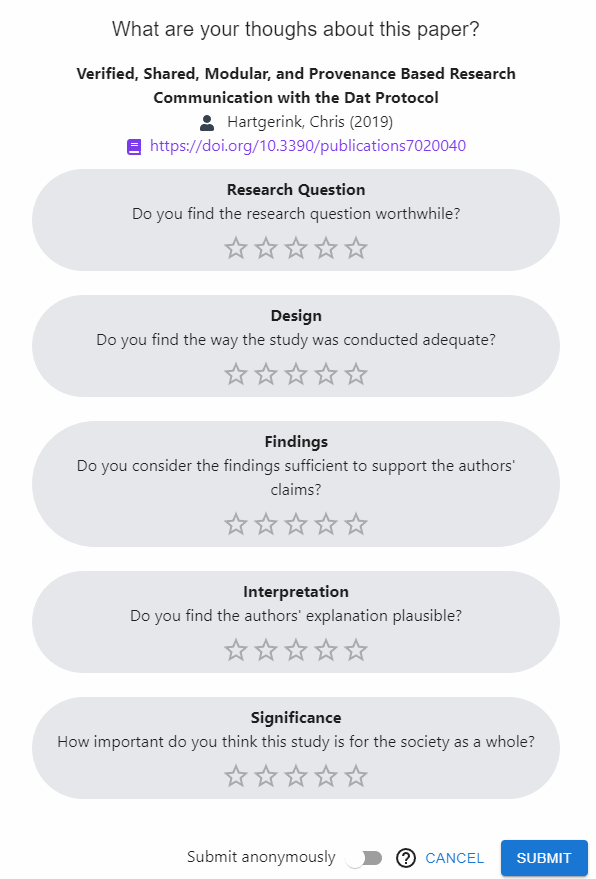 What are your thoughs about this paper?
Verified, Shared, Modular, and Provenance Based Research
Communication with the Dat Protocol
Hartgerink, Chris (2019)
https://doi.org/10.3390/publications7020040
Research Question
Do you find the research question worthwhile?
Design
Do you find the way the study was conducted adequate?
Findings
Do you consider the findings sufficient to support the authors'
claims?
Interpretation
Do you find the authors' explanation plausible?
Significance
How important do you think this study is for the society as a whole?
Submit anonymously ? CANCEL SUBMIT